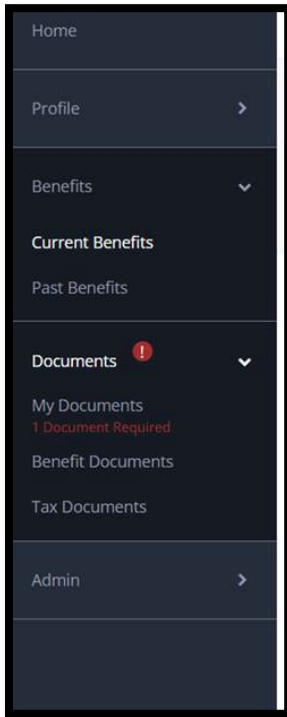 Home
Profile
Benefits
Current Benefits
Past Benefits
Documents !
My Documents
1 Document Required
Benefit Documents
Tax Documents
Admin